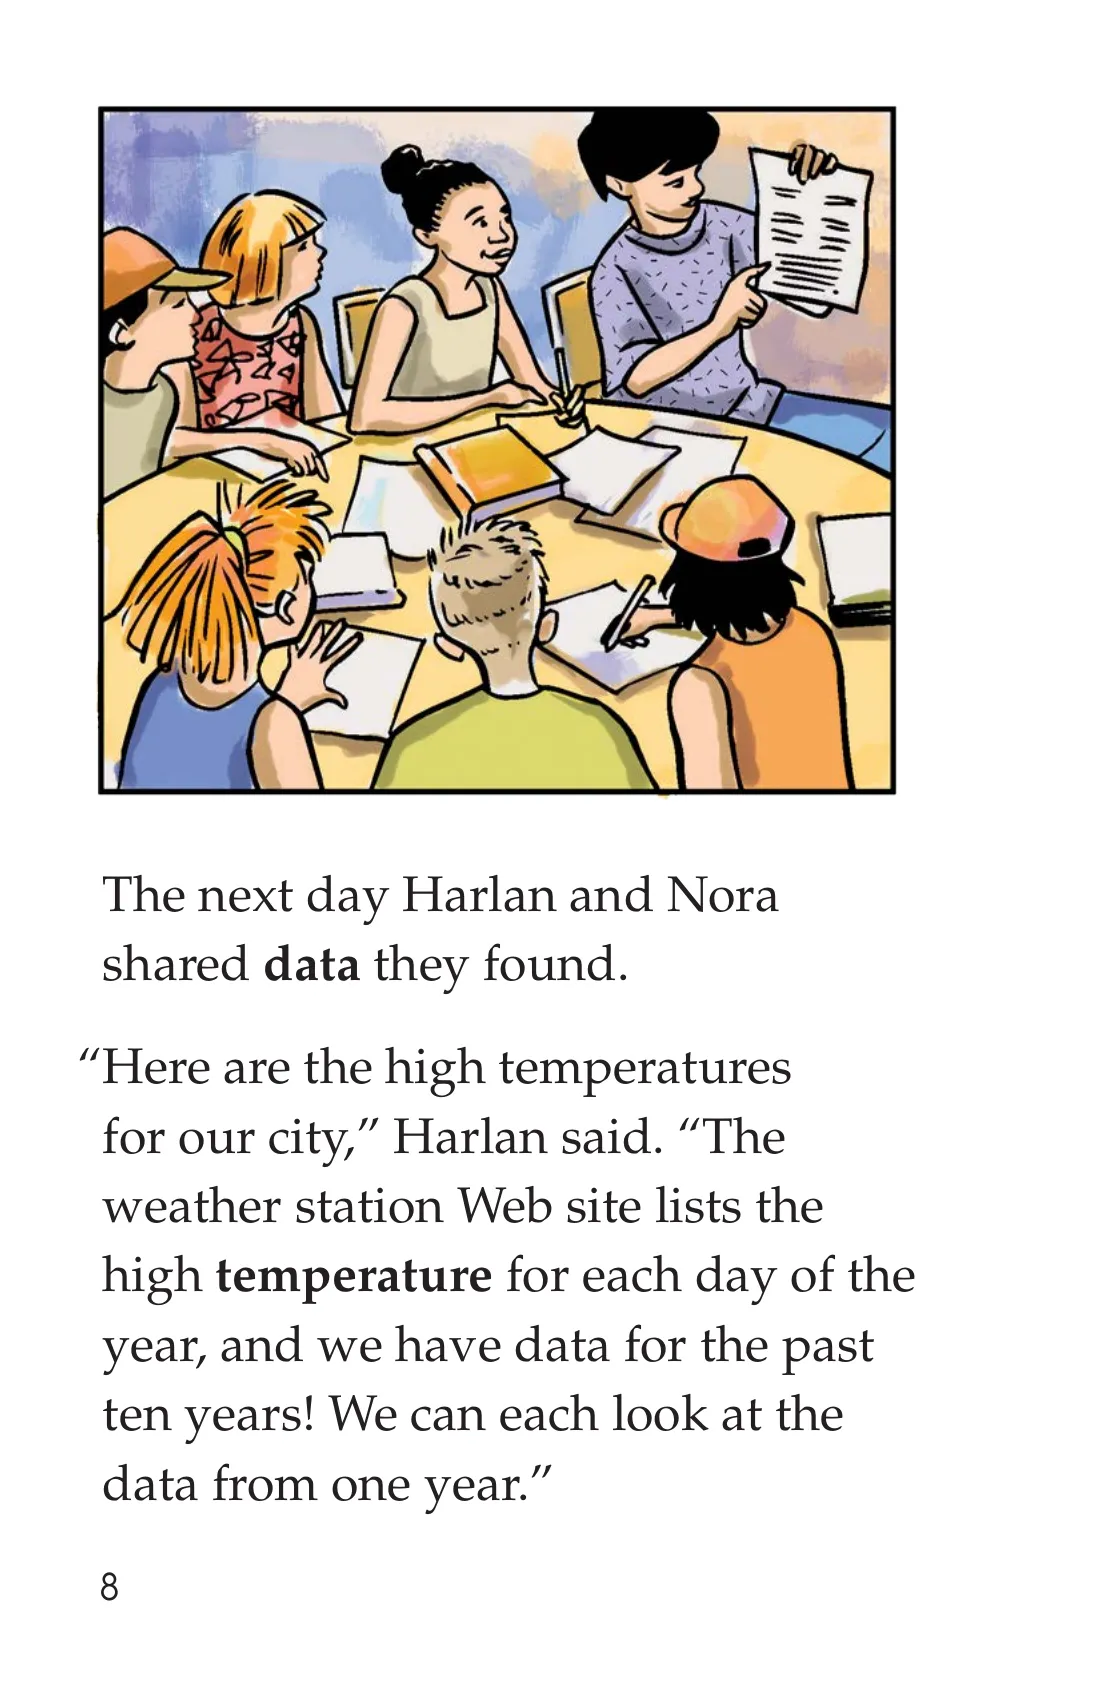 The next day Harlan and Nora
shared data they found.
“Here are the high temperatures
for our city,” Harlan said. “The
weather station Web site lists the
high temperature for each day of the
year, and we have data for the past
ten years! We can each look at the
data from one year.”
8